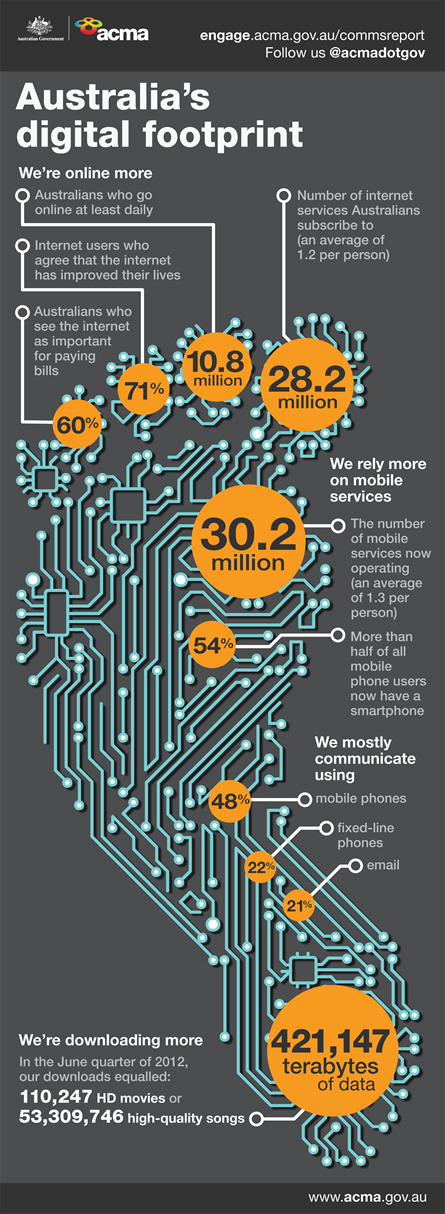 Australian Government
acma
engage.acma.gov.au/commsreport
Follow us @acmadotgov
Australia's
digital footprint
We're online more
Australians who go
online at least daily
Internet users who
agree that the internet
has improved their lives
Australians who
see the internet
as important
for paying
bills
Number of internet
services Australians
subscribe to
(an average of
1.2 per person)
60%
71%
10.8
million
28.2
million
We rely more
on mobile
services
30.2
million
The number
of mobile
services now
operating
(an average
of 1.3 per
person)
54%
More than
half of all
mobile
phone users
now have a
smartphone
We mostly
communicate
using
48%
mobile phones
22%
fixed-line
phones
21%
email
We're downloading more
In the June quarter of 2012,
our downloads equalled:
110,247 HD movies or
53,309,746 high-quality songs
421,147
terabytes
of data
www.acma.gov.au